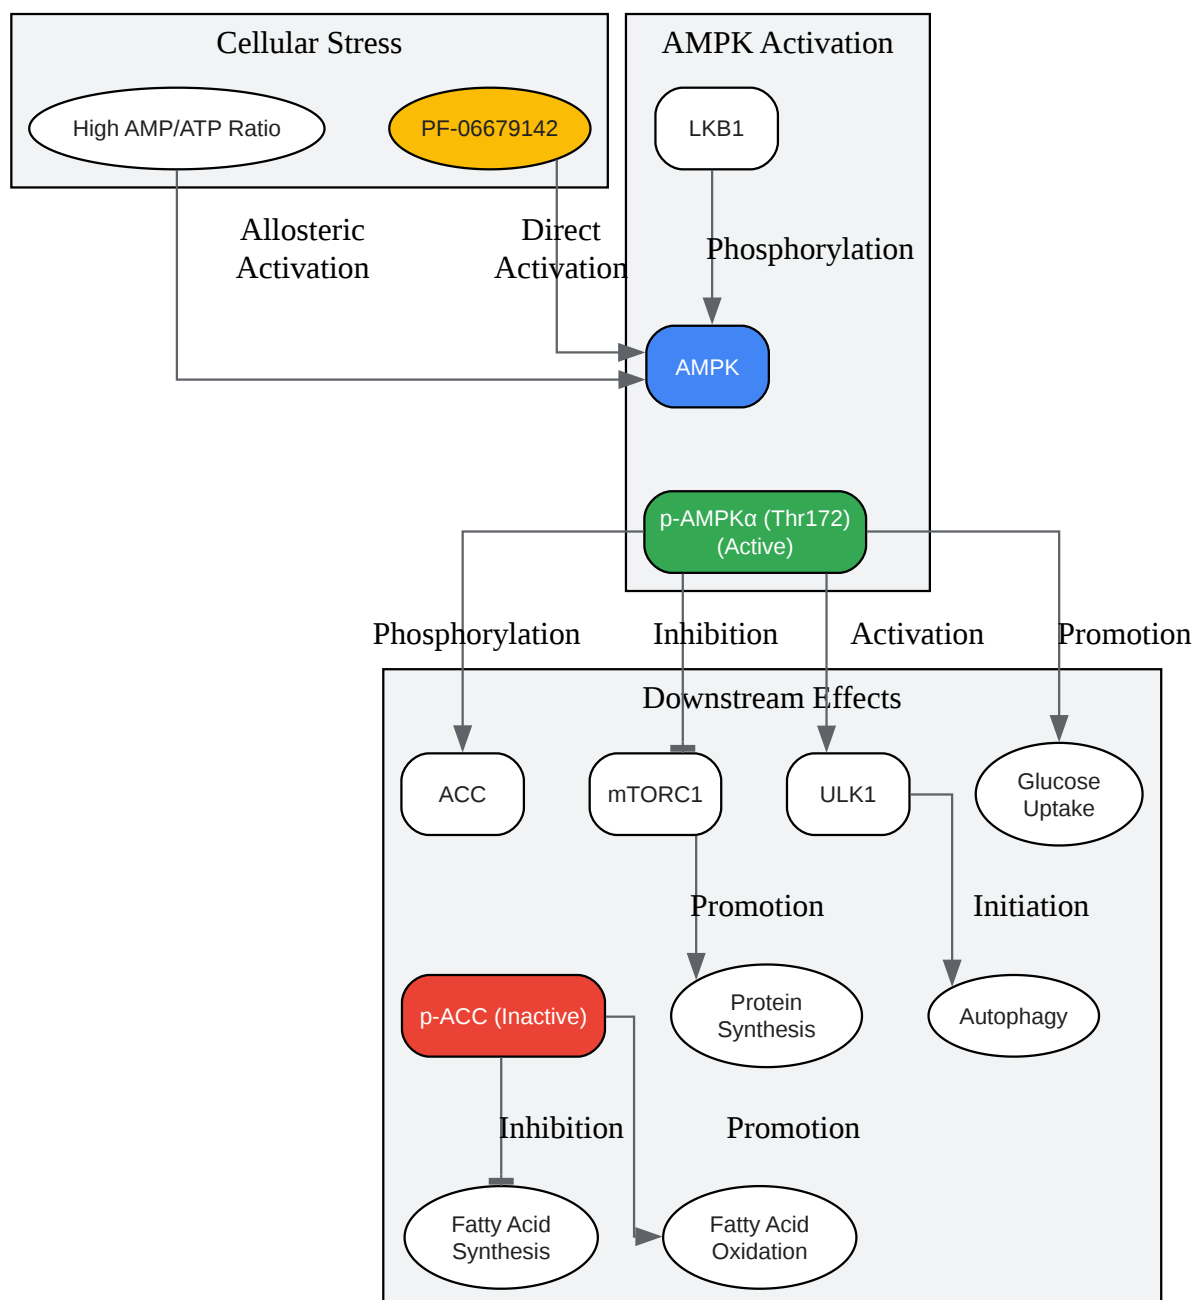 Cellular Stress
AMPK Activation
High AMP/ATP Ratio
PF-06679142
LKB1
Allosteric
Activation
Direct
Activation
Phosphorylation
AMPK
p-AMPKα (Thr172)
(Active)
Phosphorylation
Inhibition
Activation
Promotion
Downstream Effects
ACC
mTORC1
ULK1
Glucose
Uptake
Promotion
Initiation
p-ACC (Inactive)
Protein
Synthesis
Autophagy
Inhibition
Promotion
Fatty Acid
Synthesis
Fatty Acid
Oxidation